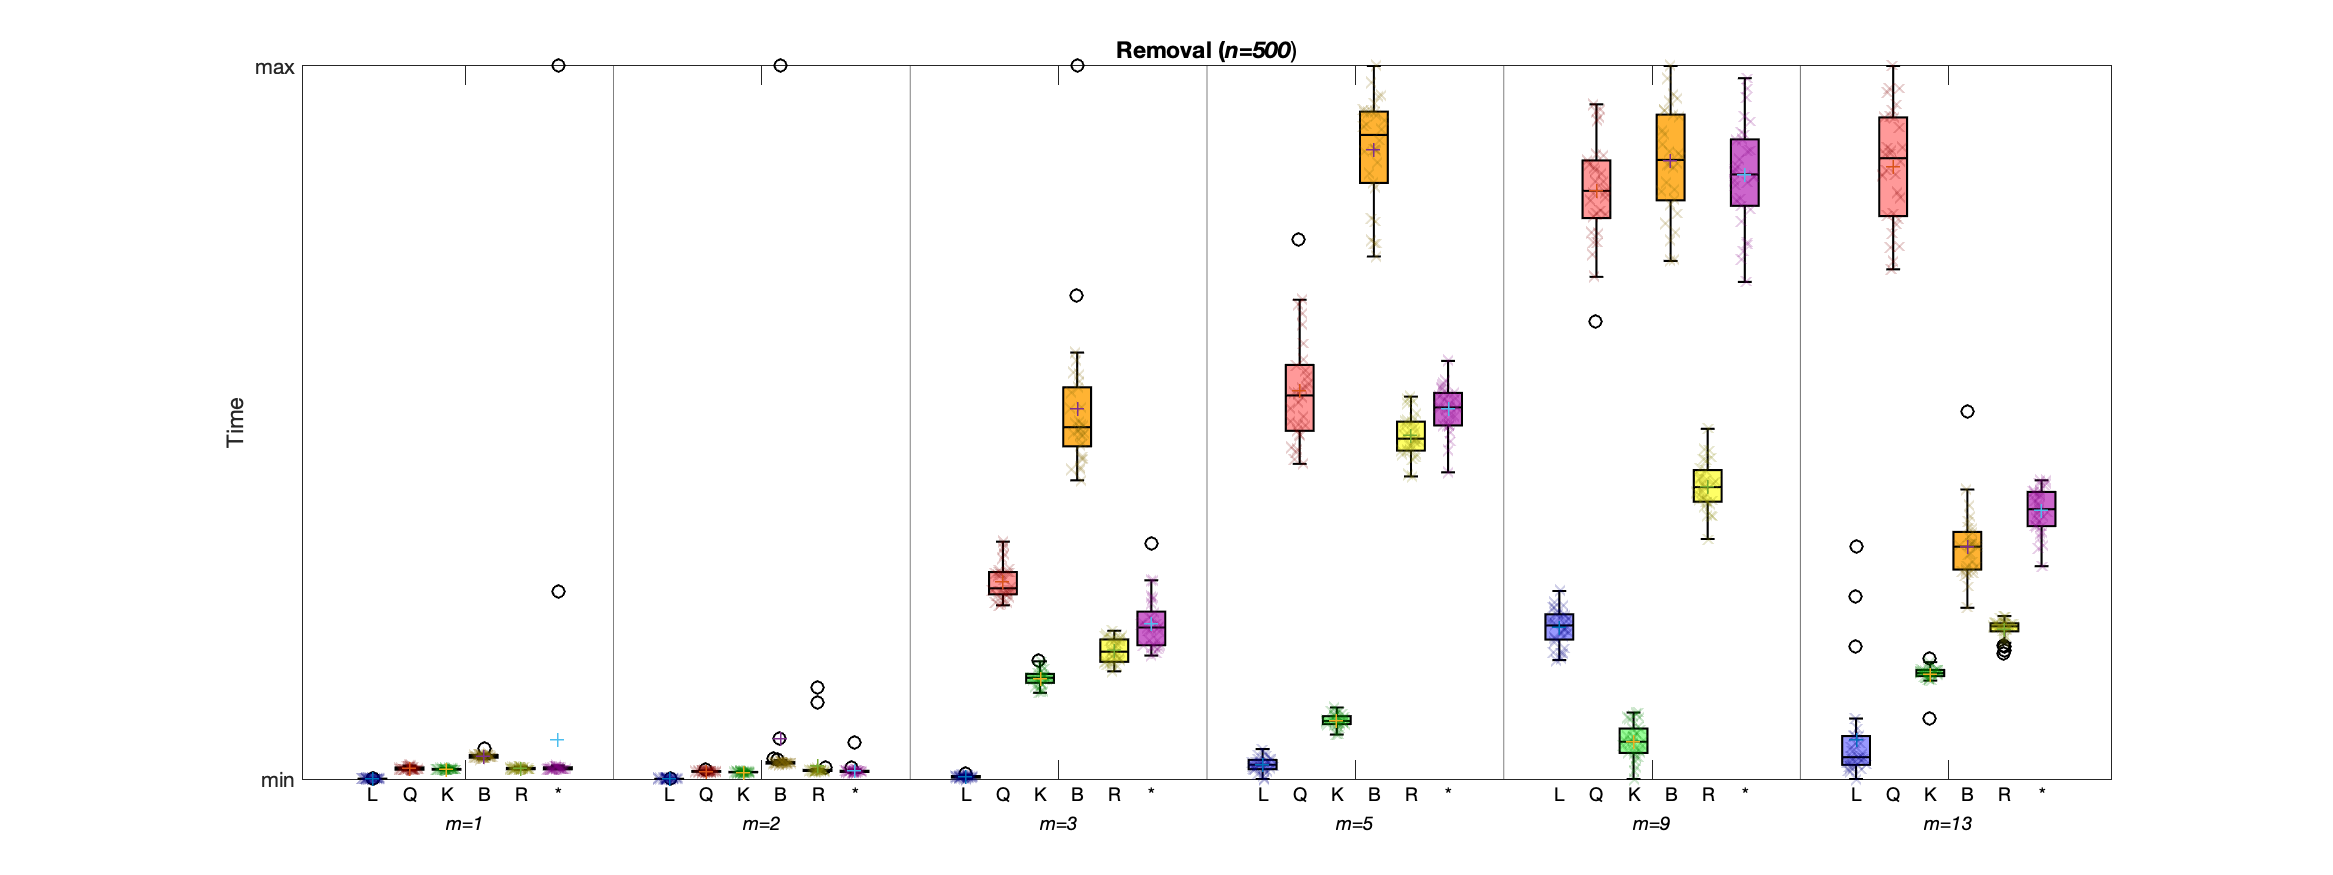 Removal (n=500)
max
Time
min
L Q K B R * L Q K B R * L Q K B R * L Q K B R * L Q K B R * L Q K B R *
m=1 m=2 m=3 m=5 m=9 m=13